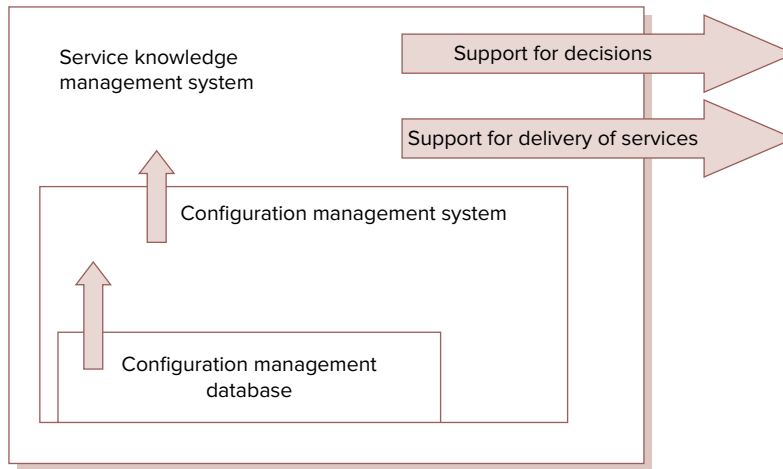 Service knowledge
management system
Support for decisions
Support for delivery of services
Configuration management system
Configuration management
database